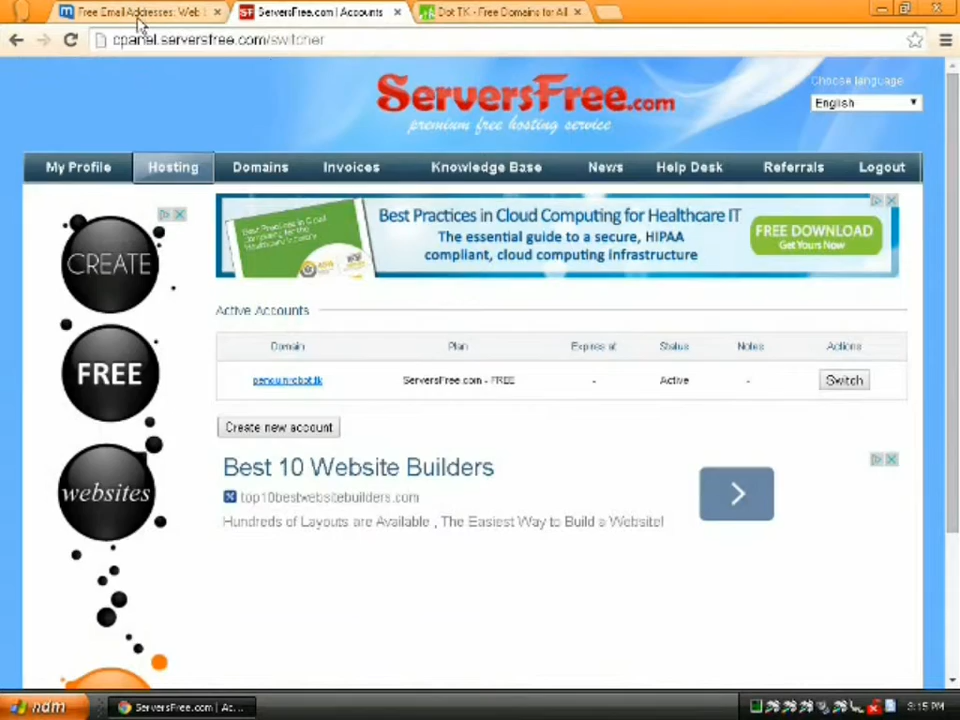 Free Email Addresses: Web
ServersFree.com | Accounts
Dot TK - Free Domains for All
cpanel.serversfree.com/switcher
ServersFree.com
premium free hosting service
Choose language
English
My Profile
Hosting
Domains
Invoices
Knowledge Base
News
Help Desk
Referrals
Logout
CREATE
FREE
websites
Best Practices in Cloud Computing for Healthcare IT
The essential guide to a secure, HIPAA
compliant, cloud computing infrastructure
FREE DOWNLOAD
Get Yours Now
Active Accounts
Domain Plan Expires at Status Notes Actions
penguinrobot.tk ServersFree.com - FREE - Active - Switch
Create new account
Best 10 Website Builders
top10bestwebsitebuilders.com
Hundreds of Layouts are Available , The Easiest Way to Build a Website!
ServersFree.com | Ac...
3:15 PM